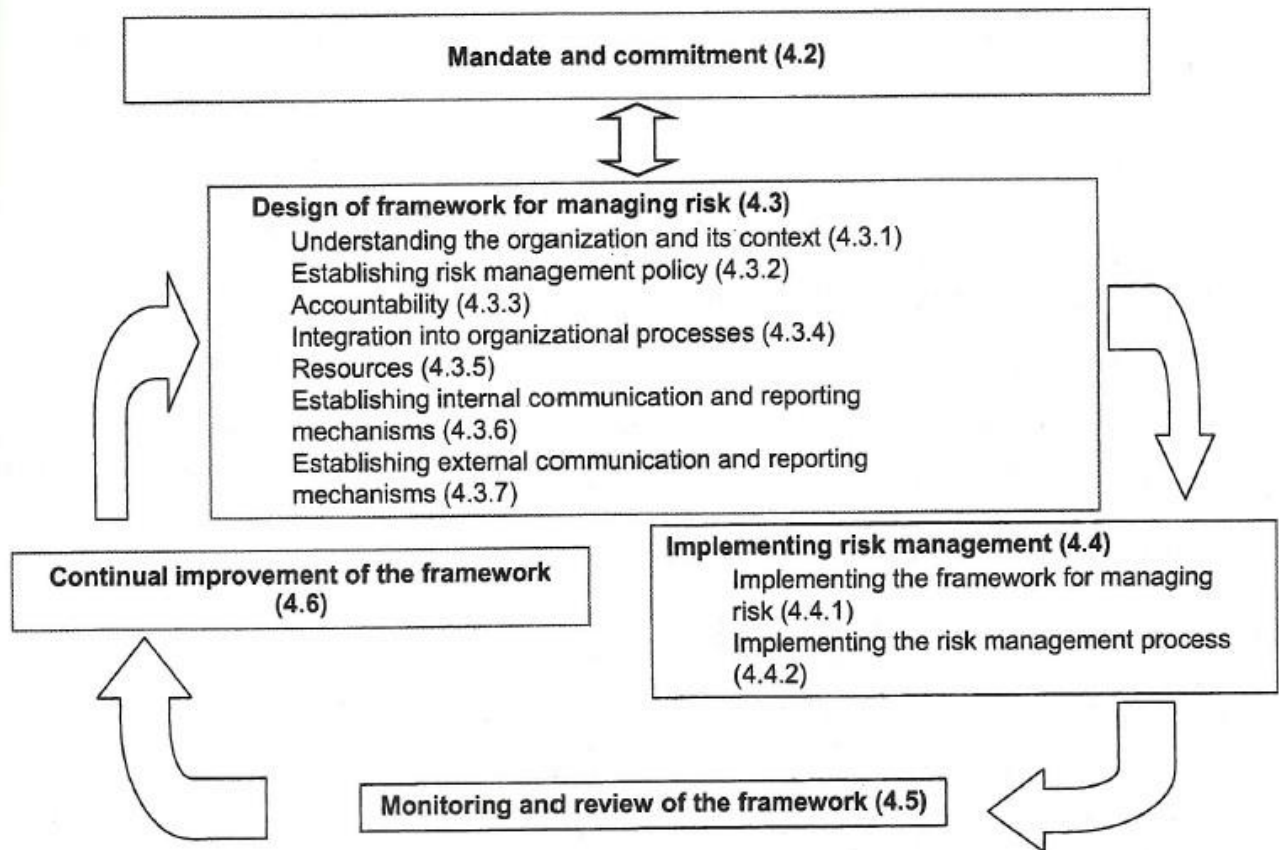 Mandate and commitment (4.2)
Design of framework for managing risk (4.3)
Understanding the organization and its context (4.3.1)
Establishing risk management policy (4.3.2)
Accountability (4.3.3)
Integration into organizational processes (4.3.4)
Resources (4.3.5)
Establishing internal communication and reporting
mechanisms (4.3.6)
Establishing external communication and reporting
mechanisms (4.3.7)
Implementing risk management (4.4)
Implementing the framework for managing
risk (4.4.1)
Implementing the risk management process
(4.4.2)
Continual improvement of the framework
(4.6)
Monitoring and review of the framework (4.5)